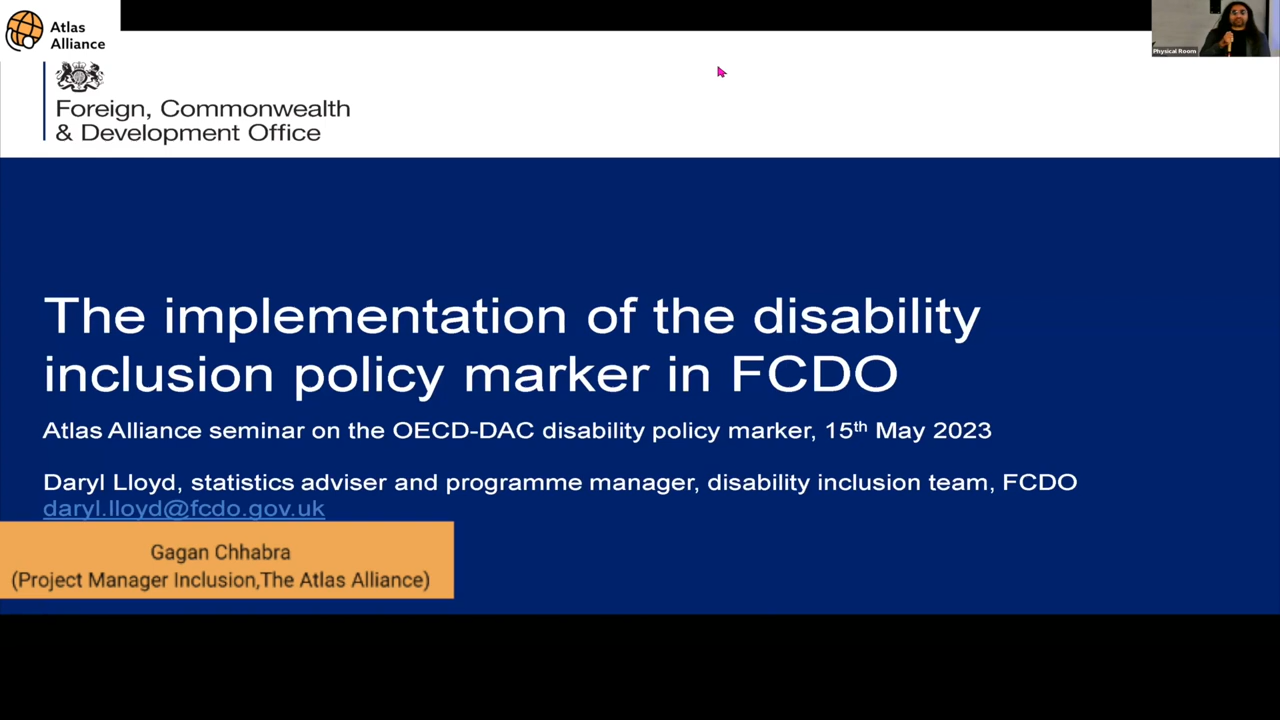 Atlas
Alliance
Physical Room
Foreign, Commonwealth
& Development Office
The implementation of the disability
inclusion policy marker in FCDO
Atlas Alliance seminar on the OECD-DAC disability policy marker, 15th May 2023
Daryl Lloyd, statistics adviser and programme manager, disability inclusion team, FCDO
daryl.lloyd@fcdo.gov.uk
Gagan Chhabra
(Project Manager Inclusion,The Atlas Alliance)